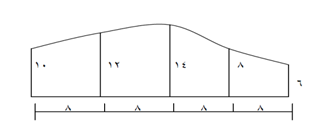 ١٠ ١٢ ١٤ ٨
٦
٨ ٨ ٨ ٨